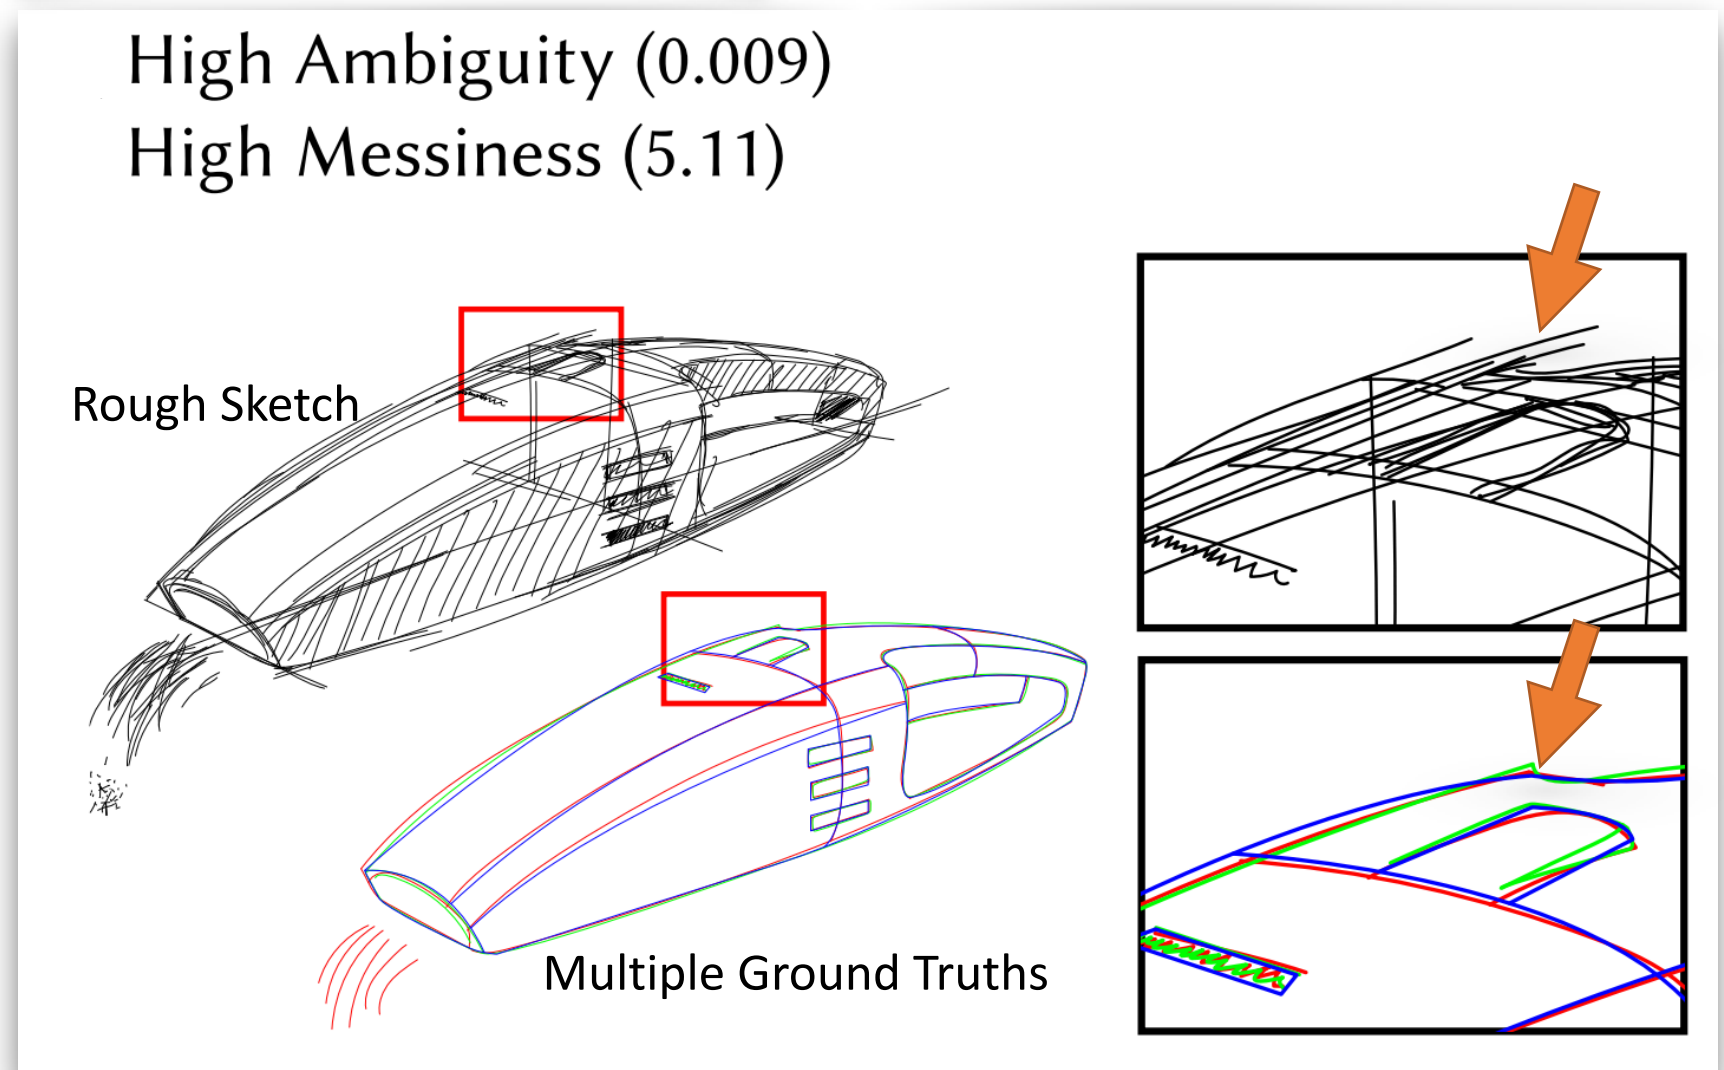 High Ambiguity (0.009)
High Messiness (5.11)
Rough Sketch
Multiple Ground Truths